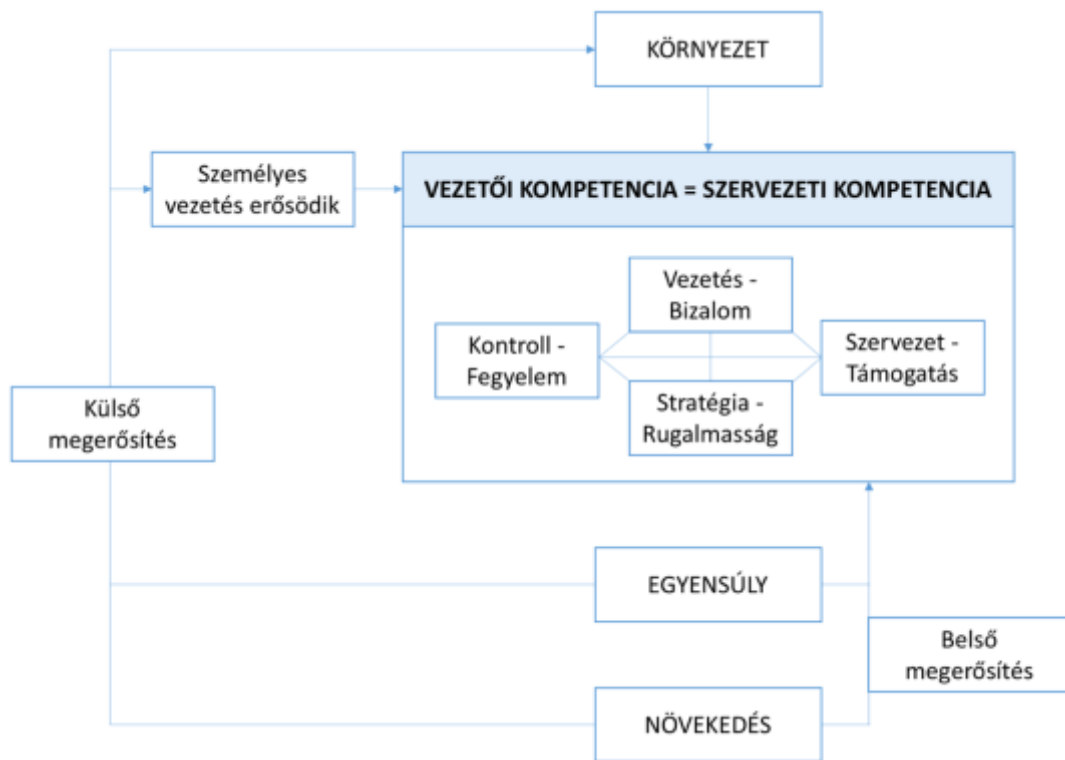 KÖRNYEZET
Személyes
vezetés erősödik
VEZETŐI KOMPETENCIA = SZERVEZETI KOMPETENCIA
Vezetés -
Bizalom
Kontroll -
Fegyelem
Szervezet -
Támogatás
Stratégia -
Rugalmasság
Külső
megerősítés
EGYENSÚLY
Belső
megerősítés
NÖVEKEDÉS